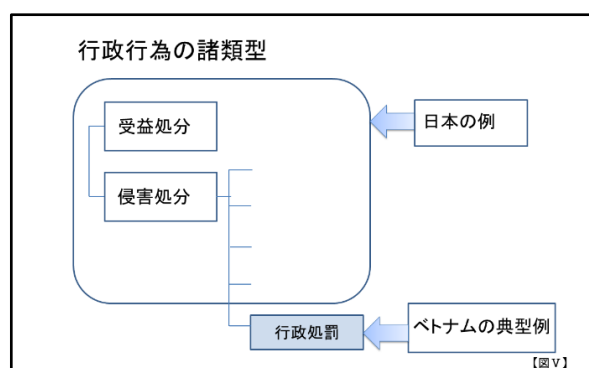 行政行為の諸類型
受益処分
日本の例
侵害処分
行政処罰
ベトナムの典型例
【図Ⅴ】